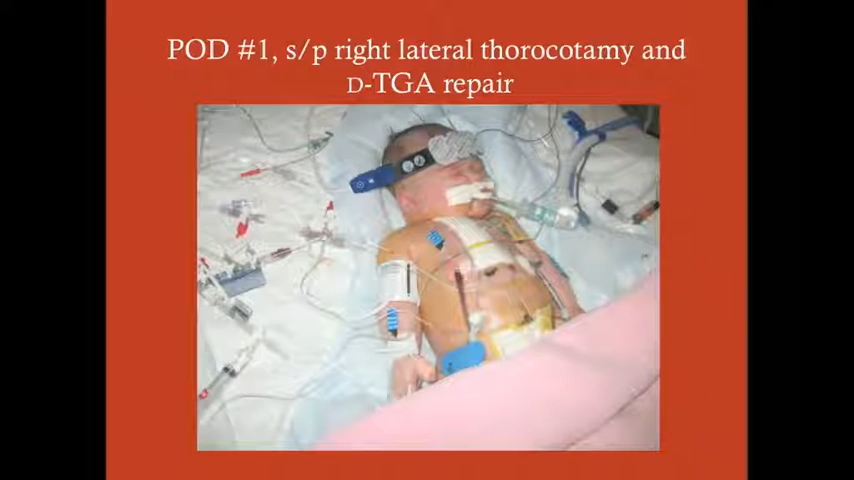 POD #1, s/p right lateral thorocotamy and
D-TGA repair